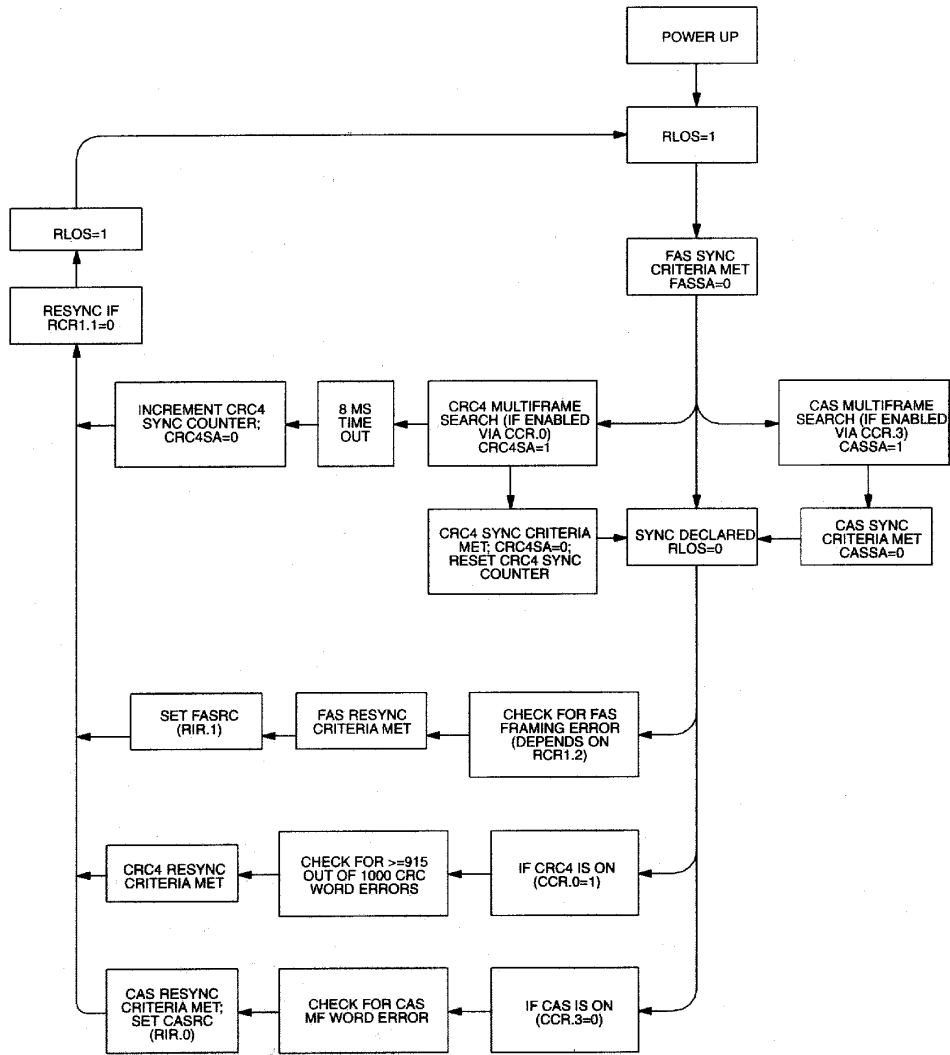 POWER UP
RLOS=1
RLOS=1
FAS SYNC
CRITERIA MET
FASSA=0
RESYNC IF
RCR1.1=0
INCREMENT CRC4
SYNC COUNTER;
CRC4SA=0
8 MS
TIME
OUT
CRC4 MULTIFRAME
SEARCH (IF ENABLED
VIA CCR.0)
CRC4SA=1
CAS MULTIFRAME
SEARCH (IF ENABLED
VIA CCR.3)
CASSA=1
CRC4 SYNC CRITERIA
MET; CRC4SA=0;
RESET CRC4 SYNC
COUNTER
SYNC DECLARED
RLOS=0
CAS SYNC
CRITERIA MET
CASSA=0
SET FASRC
(RIR.1)
FAS RESYNC
CRITERIA MET
CHECK FOR FAS
FRAMING ERROR
(DEPENDS ON
RCR1.2)
CRC4 RESYNC
CRITERIA MET
CHECK FOR >=915
OUT OF 1000 CRC
WORD ERRORS
IF CRC4 IS ON
(CCR.0=1)
CAS RESYNC
CRITERIA MET;
SET CASRC
(RIR.0)
CHECK FOR CAS
MF WORD ERROR
IF CAS IS ON
(CCR.3=0)